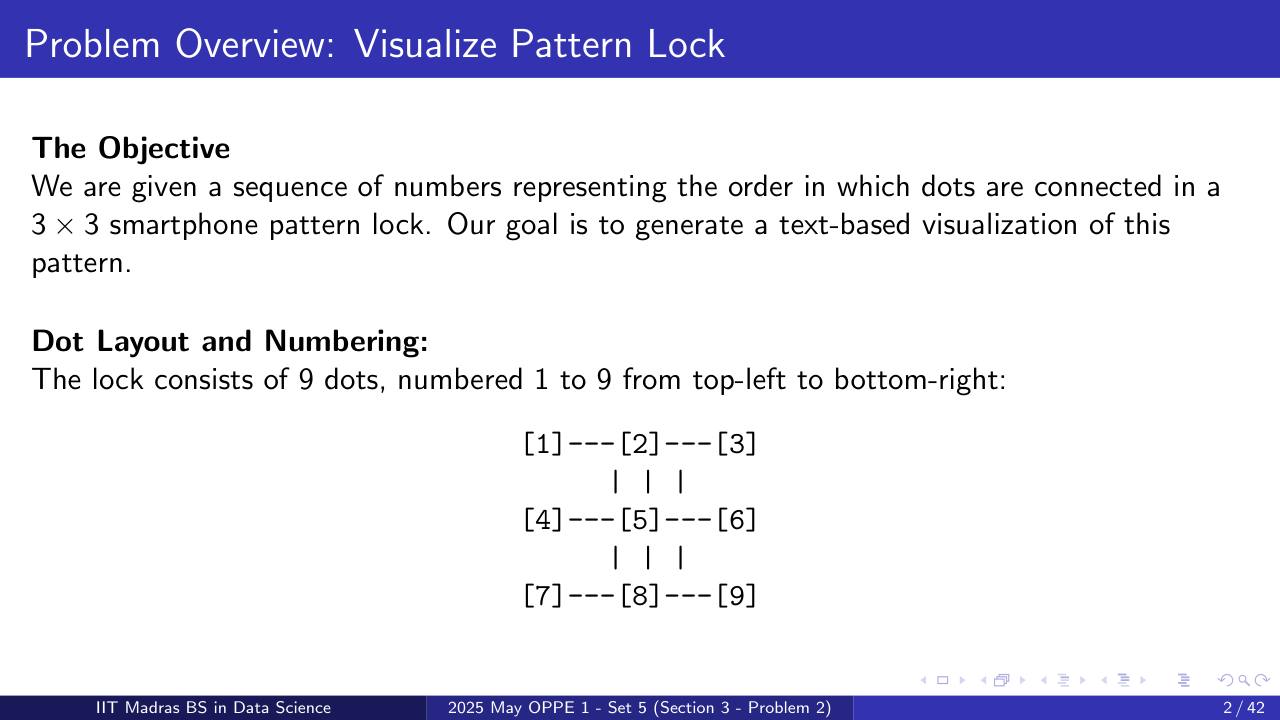 Problem Overview: Visualize Pattern Lock
The Objective
We are given a sequence of numbers representing the order in which dots are connected in a
3 × 3 smartphone pattern lock. Our goal is to generate a text-based visualization of this
pattern.
Dot Layout and Numbering:
The lock consists of 9 dots, numbered 1 to 9 from top-left to bottom-right:
[1]---[2]---[3]
| | |
[4]---[5]---[6]
| | |
[7]---[8]---[9]
IIT Madras BS in Data Science
2025 May OPPE 1 - Set 5 (Section 3 - Problem 2)
2 / 42